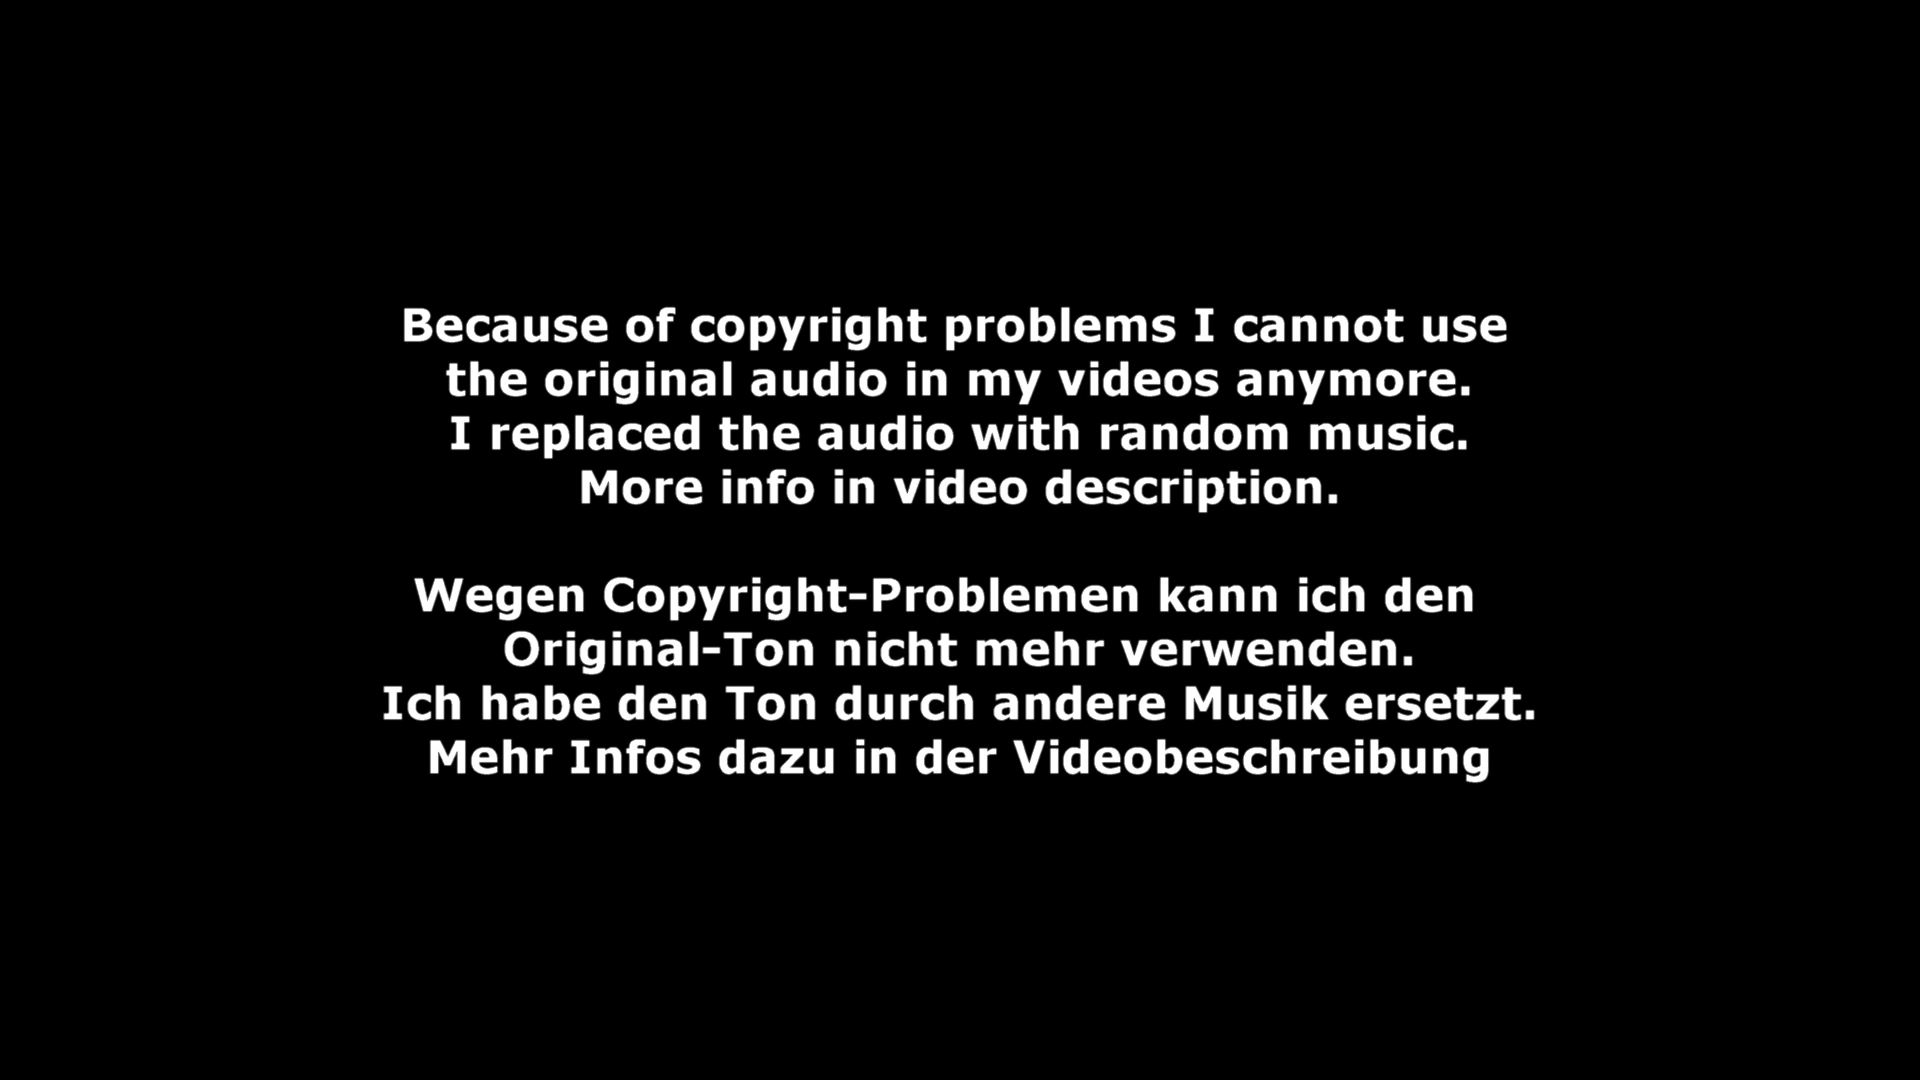 Because of copyright problems I cannot use
the original audio in my videos anymore.
I replaced the audio with random music.
More info in video description.
Wegen Copyright-Problemen kann ich den
Original-Ton nicht mehr verwenden.
Ich habe den Ton durch andere Musik ersetzt.
Mehr Infos dazu in der Videobeschreibung